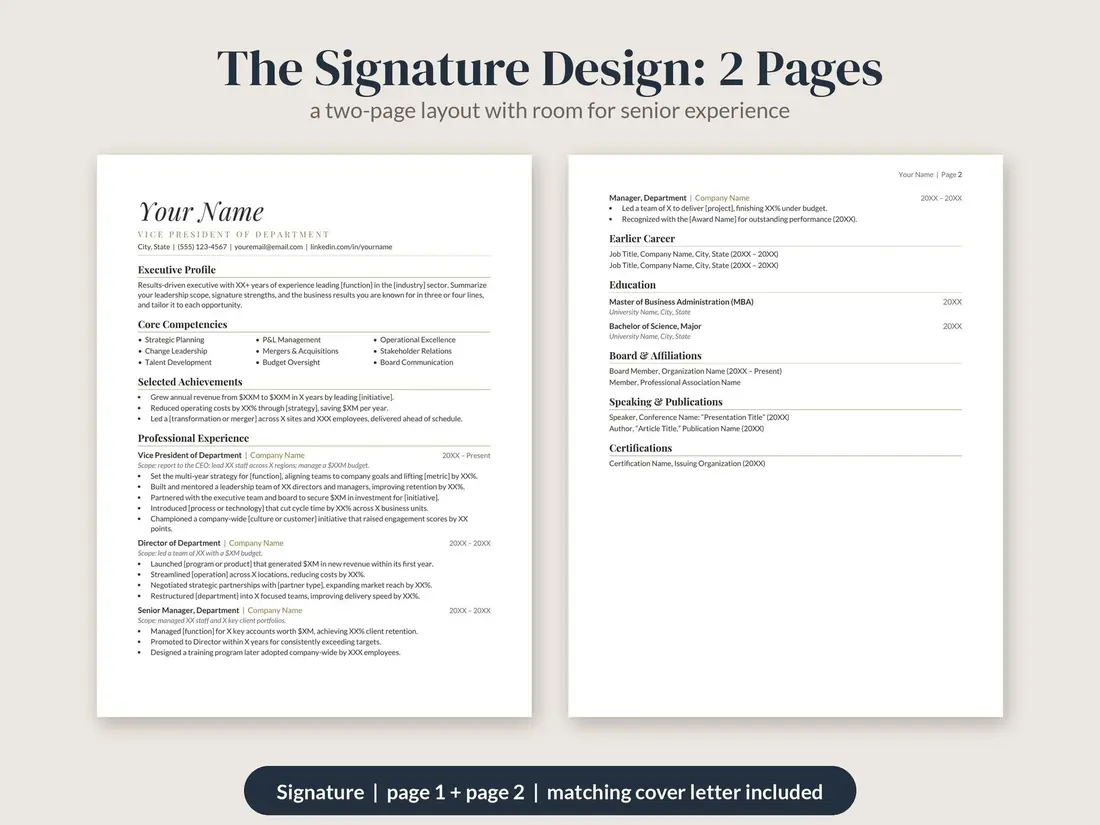 The Signature Design: 2 Pages
a two-page layout with room for senior experience
Your Name
VICE PRESIDENT OF DEPARTMENT
City, State | (555) 123-4567 | youremail@email.com | linkedin.com/in/yourname
Executive Profile
Results-driven executive with XX+ years of experience leading [function] in the [industry] sector. Summarize
your leadership scope, signature strengths, and the business results you are known for in three or four lines,
and tailor it to each opportunity.
Core Competencies
• Strategic Planning • P&L Management • Operational Excellence
• Change Leadership • Mergers & Acquisitions • Stakeholder Relations
• Talent Development • Budget Oversight • Board Communication
Selected Achievements
• Grew annual revenue from $XXM to $XXM in X years by leading [initiative].
• Reduced operating costs by XX% through [strategy], saving $XM per year.
• Led a [transformation or merger] across X sites and XXX employees, delivered ahead of schedule.
Professional Experience
Vice President of Department | Company Name 20XX – Present
Scope: report to the CEO; lead XX staff across X regions; manage a $XXM budget.
• Set the multi-year strategy for [function], aligning teams to company goals and lifting [metric] by XX%.
• Built and mentored a leadership team of XX directors and managers, improving retention by XX%.
• Partnered with the executive team and board to secure $XM in investment for [initiative].
• Introduced [process or technology] that cut cycle time by XX% across X business units.
• Championed a company-wide [culture or customer] initiative that raised engagement scores by XX
points.
Director of Department | Company Name 20XX – 20XX
Scope: led a team of XX with a $XM budget.
• Launched [program or product] that generated $XM in new revenue within its first year.
• Streamlined [operation] across X locations, reducing costs by XX%.
• Negotiated strategic partnerships with [partner type], expanding market reach by XX%.
• Restructured [department] into X focused teams, improving delivery speed by XX%.
Senior Manager, Department | Company Name 20XX – 20XX
Scope: managed XX staff and X key client portfolios.
• Managed [function] for X key accounts worth $XM, achieving XX% client retention.
• Promoted to Director within X years for consistently exceeding targets.
• Designed a training program later adopted company-wide by XXX employees.
Your Name | Page 2
Manager, Department | Company Name 20XX – 20XX
• Led a team of X to deliver [project], finishing XX% under budget.
• Recognized with the [Award Name] for outstanding performance (20XX).
Earlier Career
Job Title, Company Name, City, State (20XX – 20XX)
Job Title, Company Name, City, State (20XX – 20XX)
Education
Master of Business Administration (MBA) 20XX
University Name, City, State
Bachelor of Science, Major 20XX
University Name, City, State
Board & Affiliations
Board Member, Organization Name (20XX – Present)
Member, Professional Association Name
Speaking & Publications
Speaker, Conference Name: “Presentation Title” (20XX)
Author, “Article Title,” Publication Name (20XX)
Certifications
Certification Name, Issuing Organization (20XX)
Signature | page 1 + page 2 | matching cover letter included